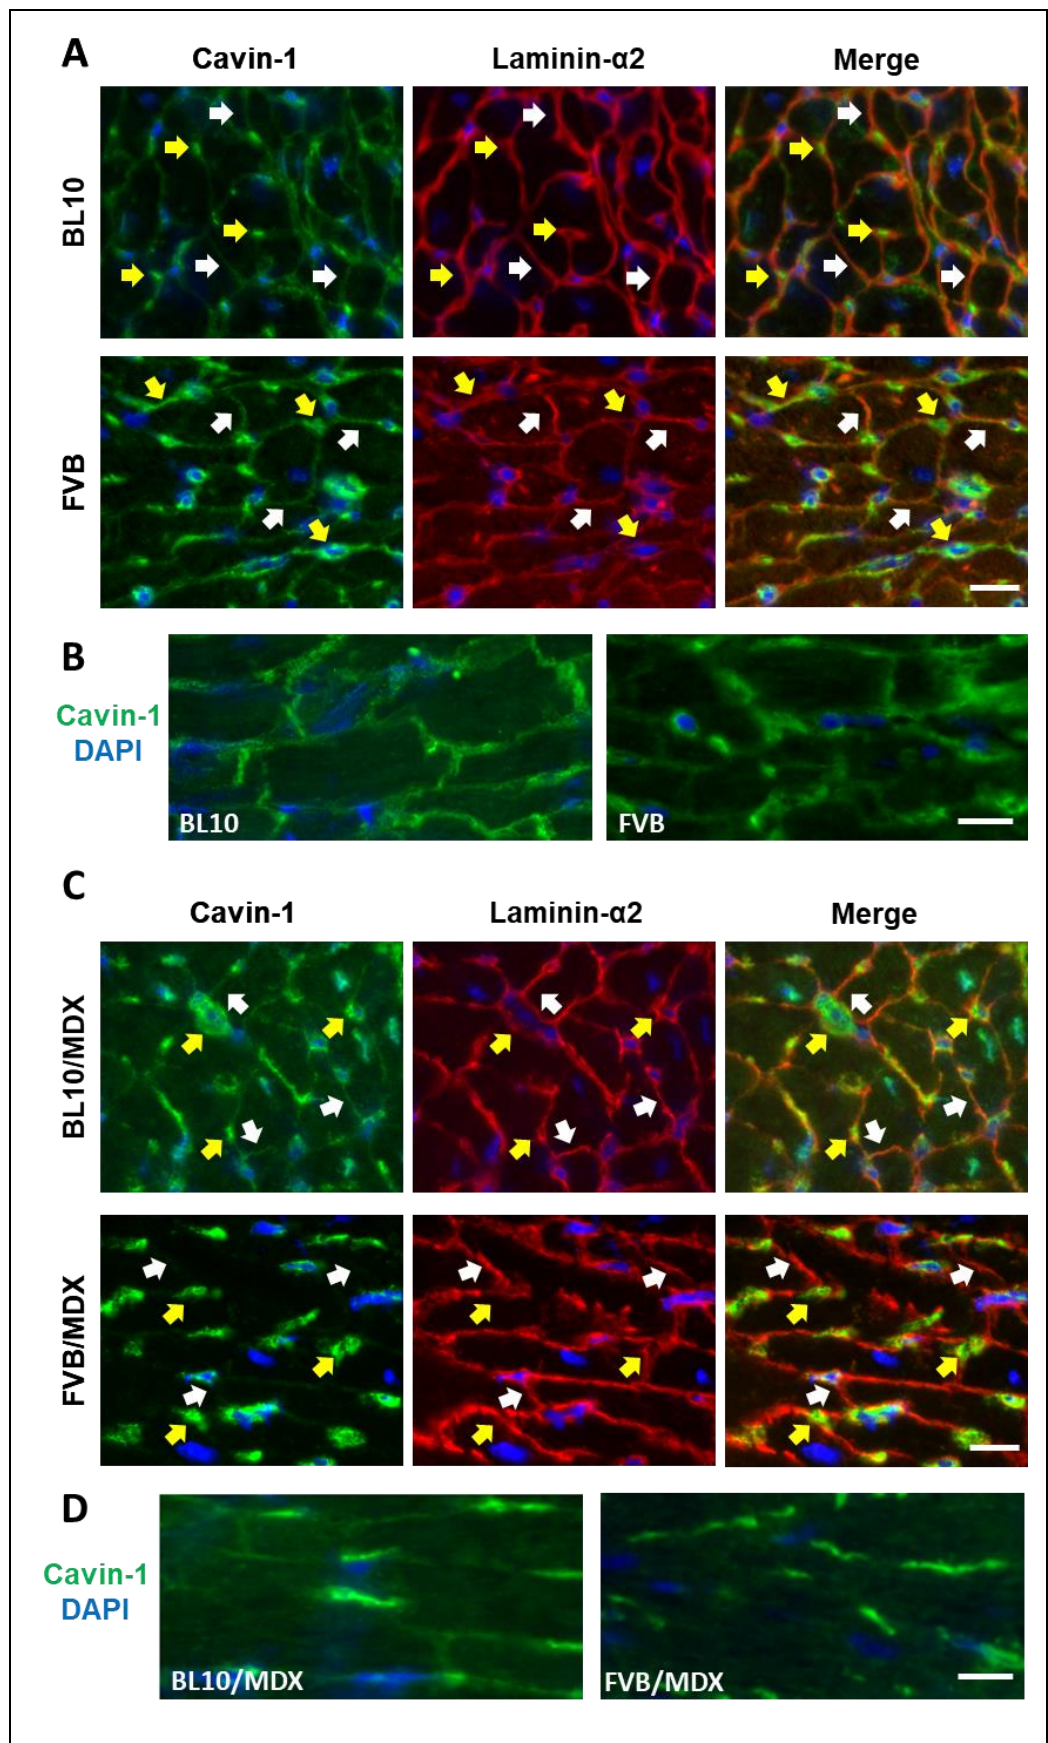 A
Cavin-1 Laminin-α2 Merge
BL10
FVB
B
Cavin-1
DAPI
BL10 FVB
C
Cavin-1 Laminin-α2 Merge
BL10/MDX
FVB/MDX
D
Cavin-1
DAPI
BL10/MDX FVB/MDX